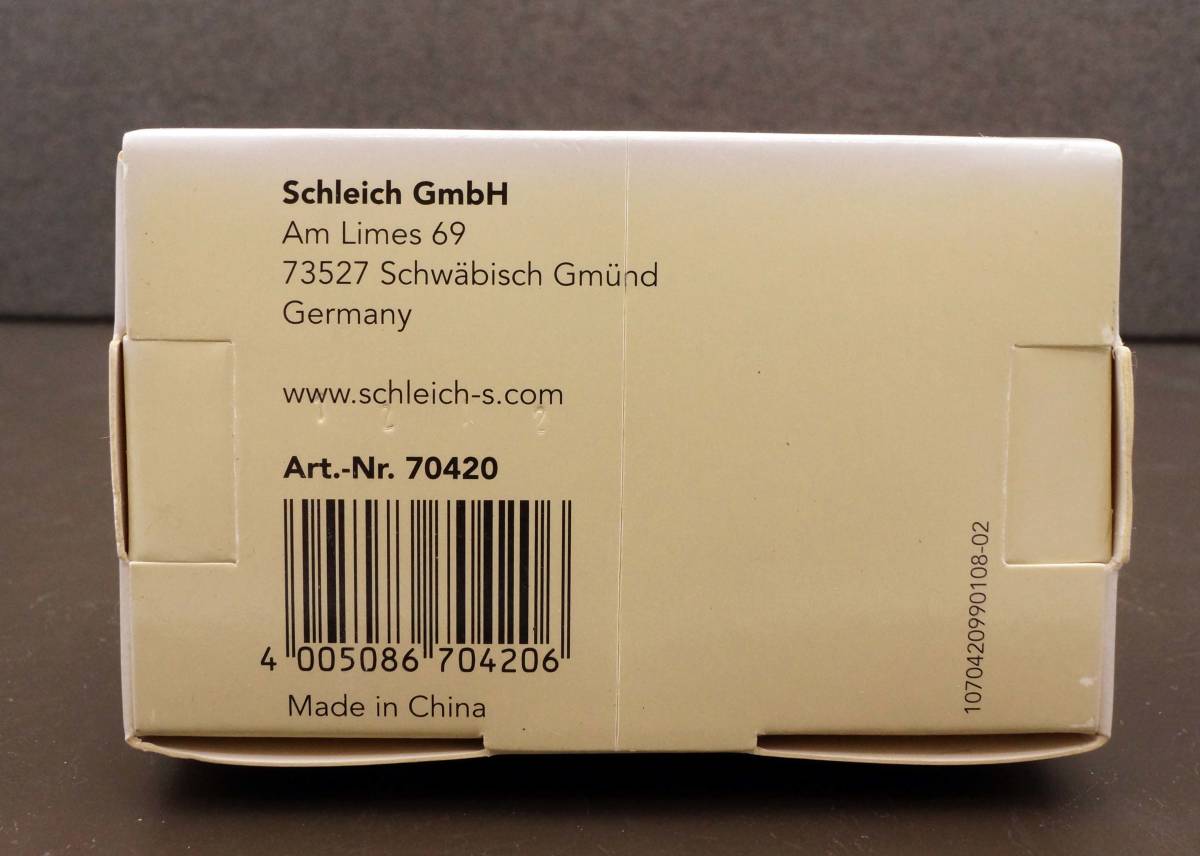 Schleich GmbH
Am Limes 69
73527 Schwäbisch Gmünd
Germany
www.schleich-s.com
Art.-Nr. 70420
4 005086 704206
Made in China
1070420990108-02